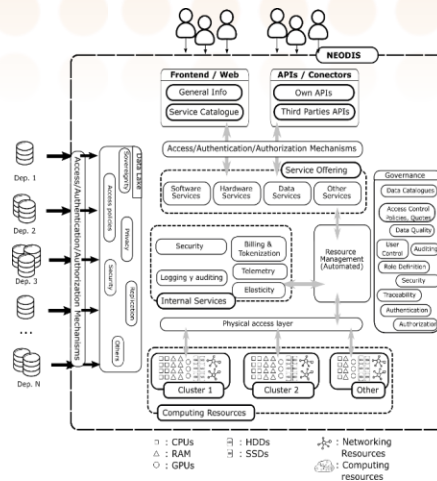 NEODIS
Frontend / Web
General Info
Service Catalogue
APIs / Conectors
Own APIs
Third Parties APIs
Access/Authentication/Authorization Mechanisms
Service Offering
Software
Services
Hardware
Services
Data
Services
Other
Services
Dep. 1
Dep. 2
Dep. 3
...
Dep. N
Access/Authentication/Authorization Mechanisms
Data Lake
Sovereignity
Access policies
Privacy
Security
Replication
Others
Security
Billing &
Tokenization
Logging y auditing
Telemetry
Elasticity
Internal Services
Resource
Management
(Automated)
Governance
Data Catalogues
Access Control
Policies, Quotes
Data Quality
User
Control
Auditing
Role Definition
Security
Traceability
Authentication
Authorization
Physical access layer
Cluster 1
Cluster 2
Other
Computing Resources
: CPUs
: RAM
: GPUs
: HDDs
: SSDs
: Networking
Resources
: Computing
resources